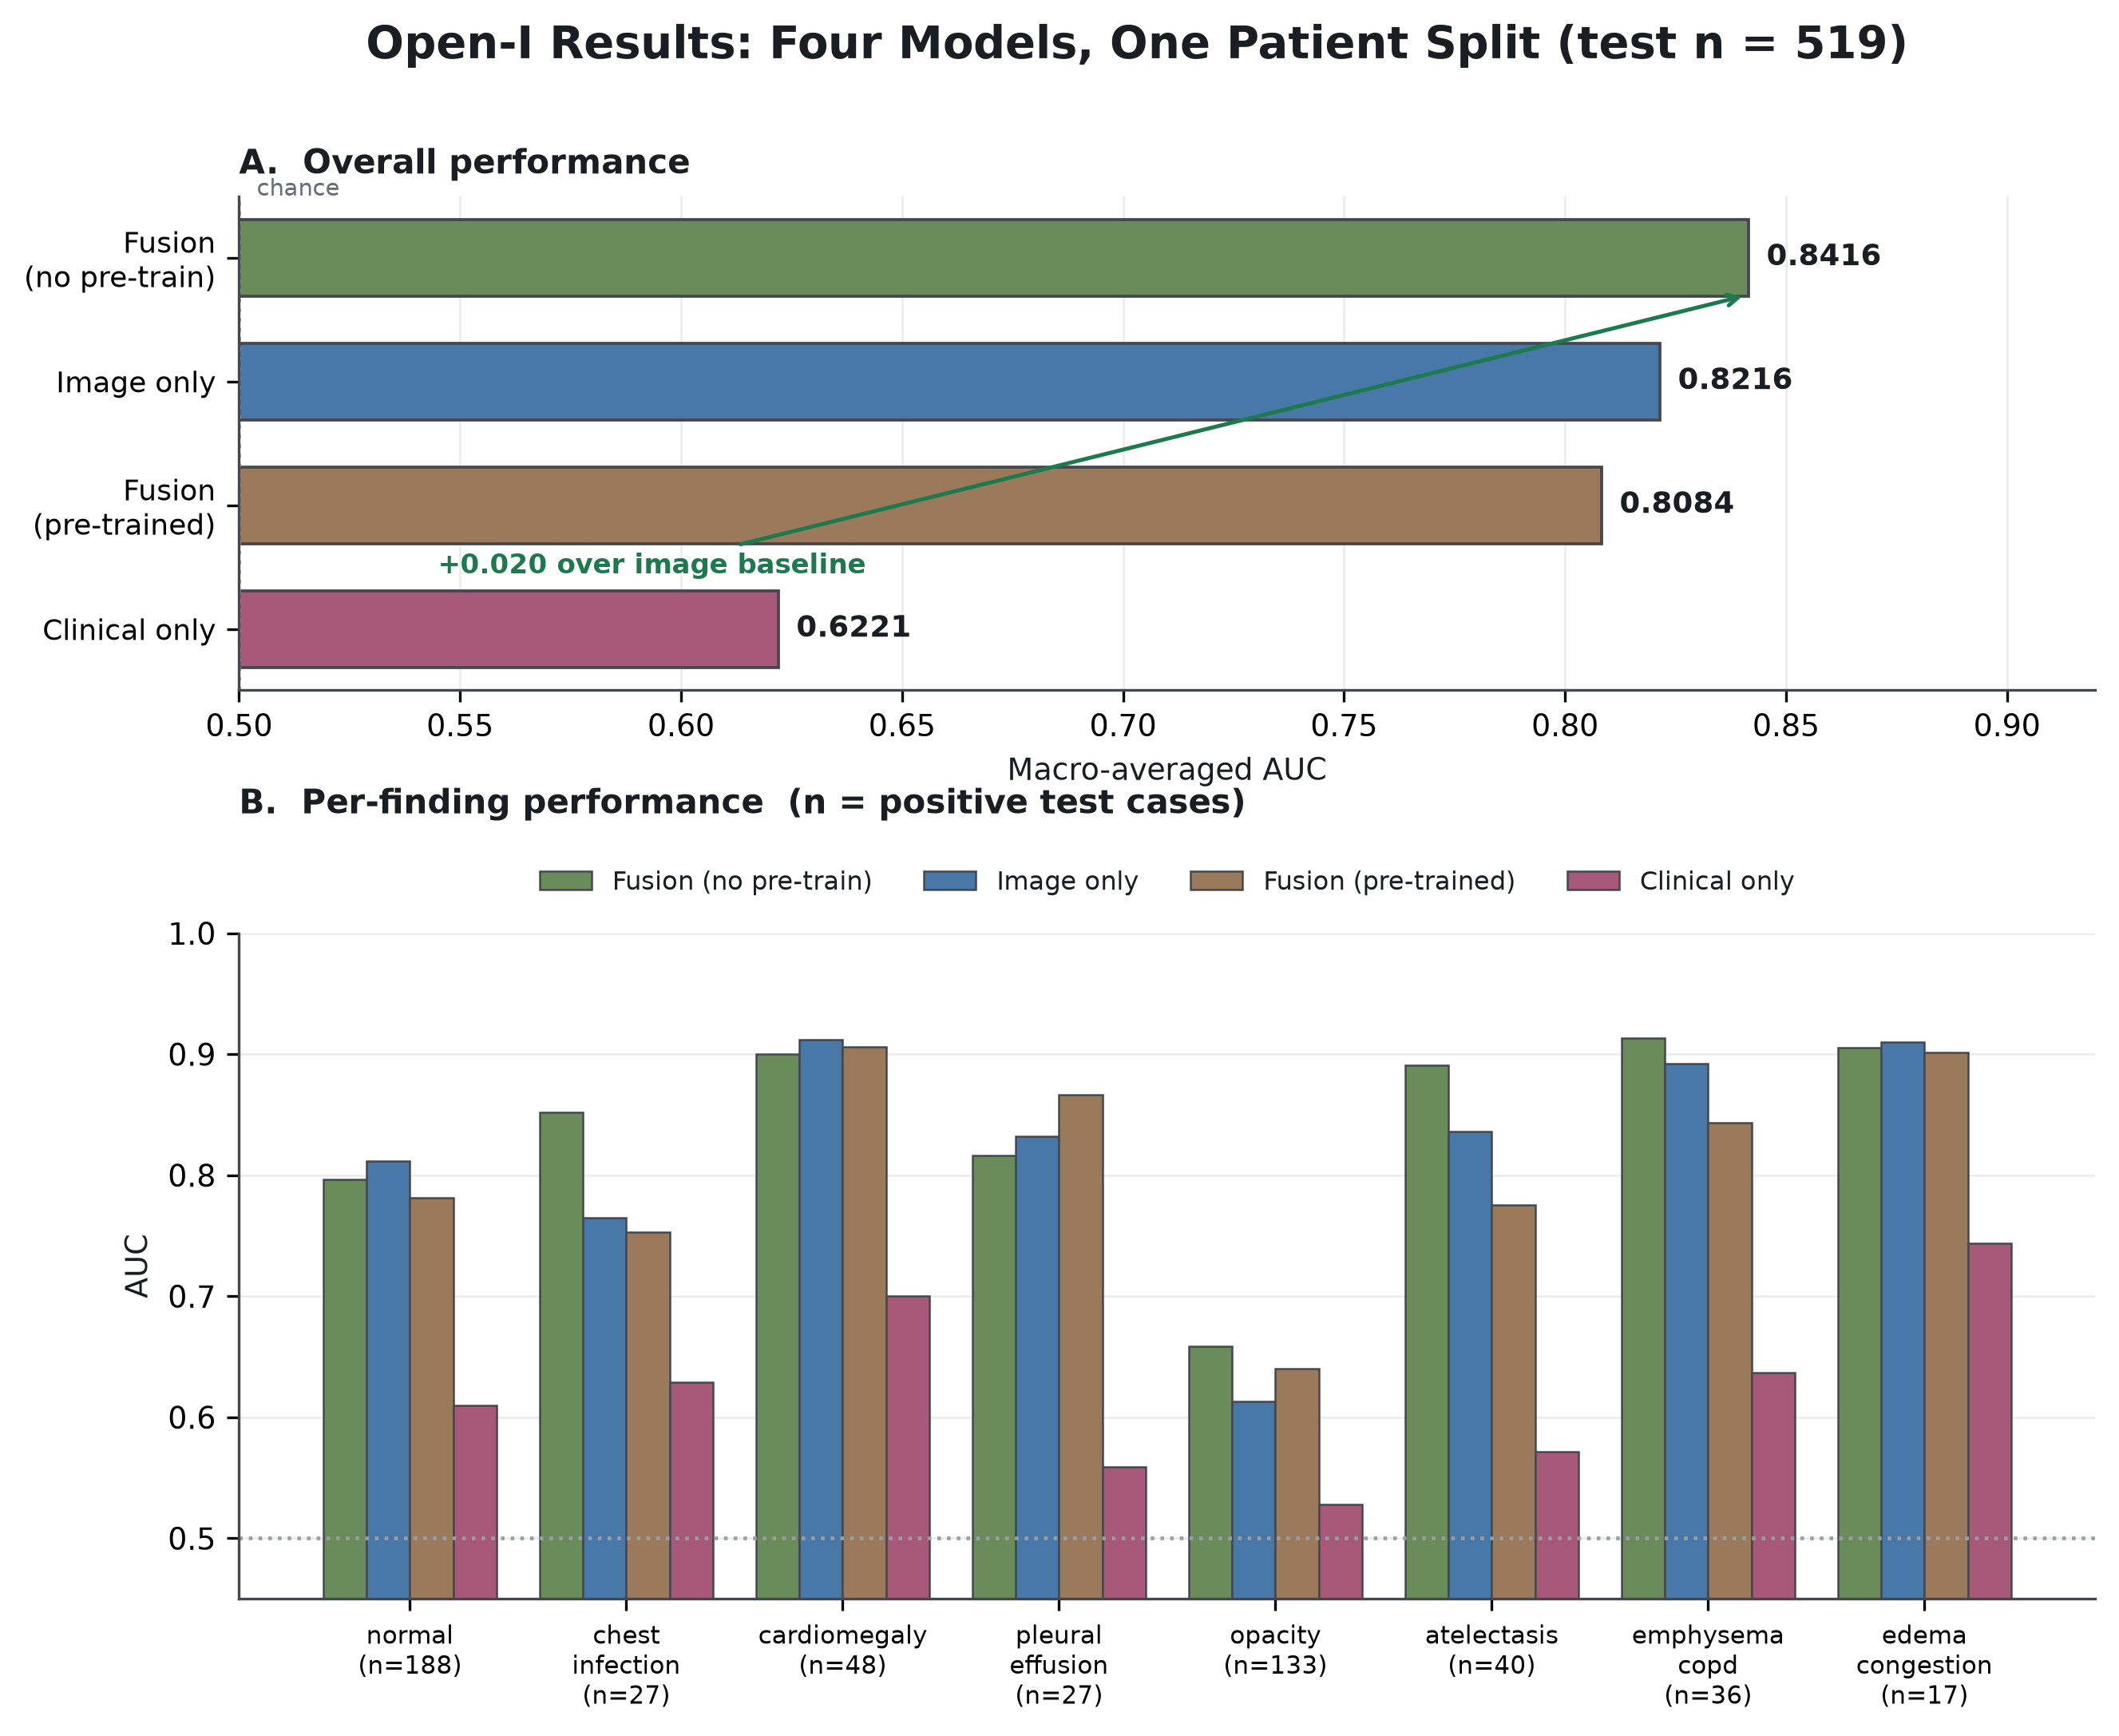 Open-I Results: Four Models, One Patient Split (test n = 519)
A.  Overall performance
chance
Fusion
(no pre-train)
0.8416
Image only
0.8216
Fusion
(pre-trained)
0.8084
+0.020 over image baseline
Clinical only
0.6221
0.50 0.55 0.60 0.65 0.70 0.75 0.80 0.85 0.90
Macro-averaged AUC
B.  Per-finding performance  (n = positive test cases)
Fusion (no pre-train) Image only Fusion (pre-trained) Clinical only
1.0
0.9
0.8
0.7
0.6
0.5
AUC
normal
(n=188)
chest
infection
(n=27)
cardiomegaly
(n=48)
pleural
effusion
(n=27)
opacity
(n=133)
atelectasis
(n=40)
emphysema
copd
(n=36)
edema
congestion
(n=17)